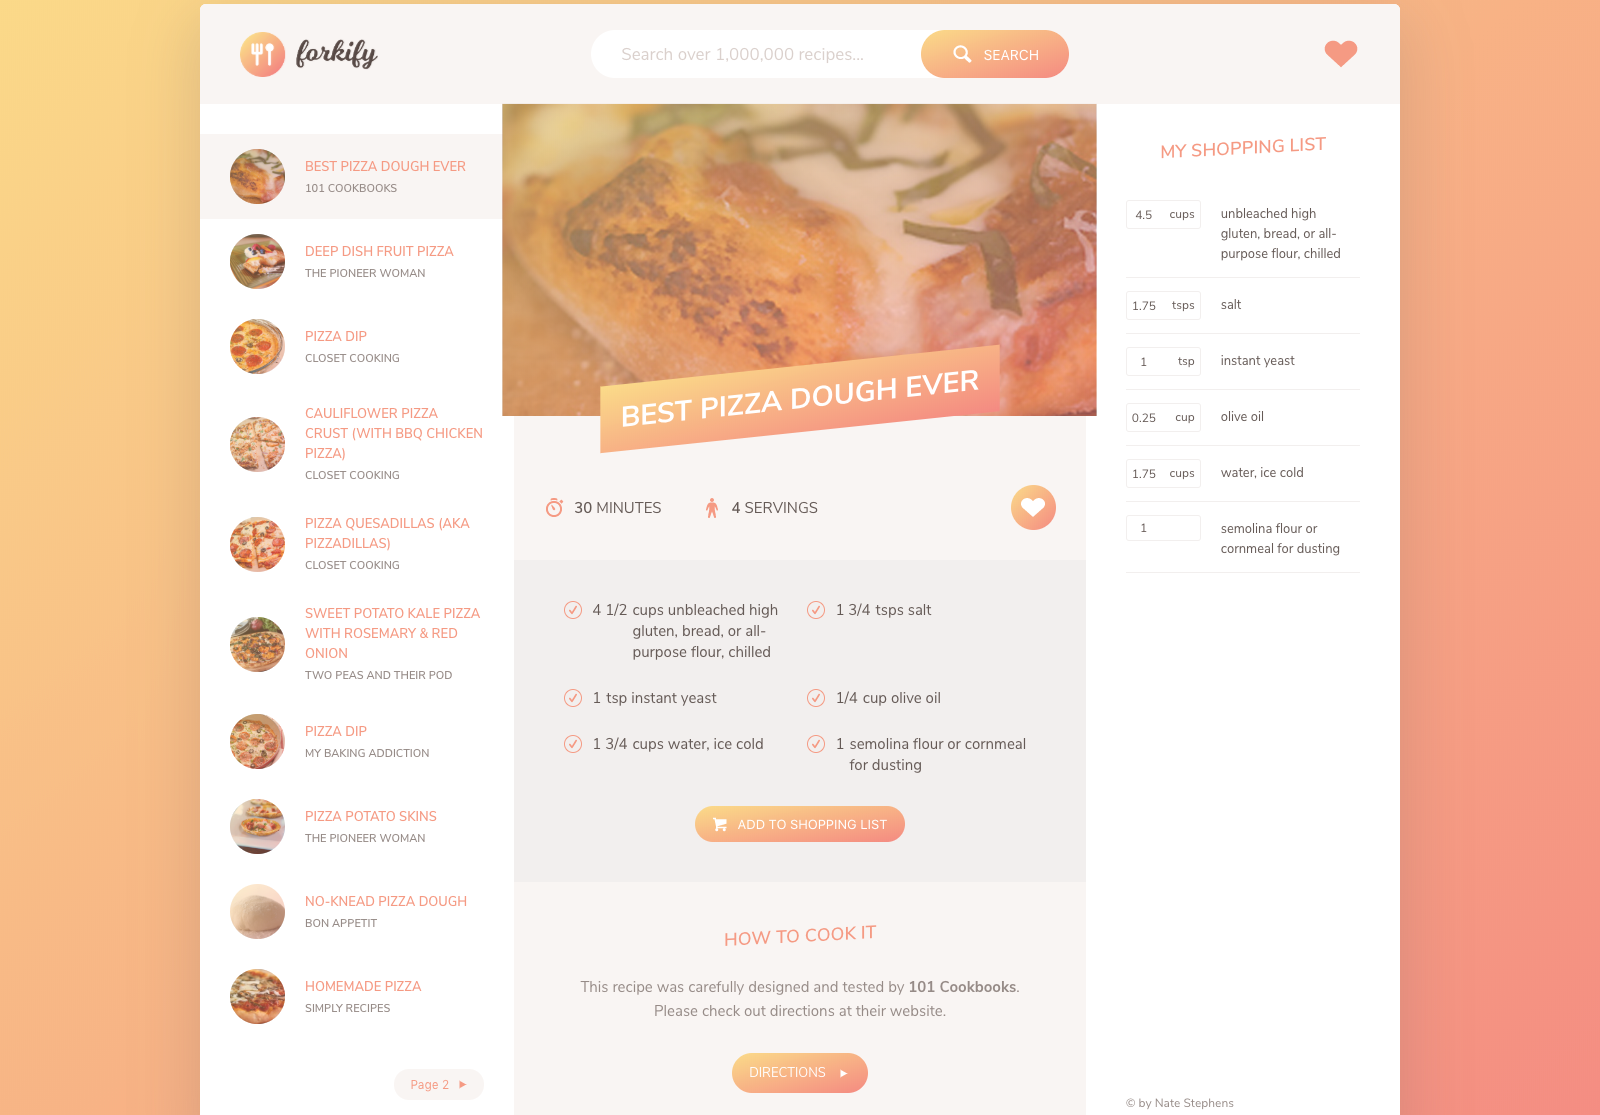 forkify
Search over 1,000,000 recipes...
SEARCH
BEST PIZZA DOUGH EVER
101 COOKBOOKS
DEEP DISH FRUIT PIZZA
THE PIONEER WOMAN
PIZZA DIP
CLOSET COOKING
CAULIFLOWER PIZZA
CRUST (WITH BBQ CHICKEN
PIZZA)
CLOSET COOKING
PIZZA QUESADILLAS (AKA
PIZZADILLAS)
CLOSET COOKING
SWEET POTATO KALE PIZZA
WITH ROSEMARY & RED
ONION
TWO PEAS AND THEIR POD
PIZZA DIP
MY BAKING ADDICTION
PIZZA POTATO SKINS
THE PIONEER WOMAN
NO-KNEAD PIZZA DOUGH
BON APPETIT
HOMEMADE PIZZA
SIMPLY RECIPES
Page 2
BEST PIZZA DOUGH EVER
30 MINUTES
4 SERVINGS
4 1/2 cups unbleached high
gluten, bread, or all-
purpose flour, chilled
1 3/4 tsps salt
1 tsp instant yeast
1/4 cup olive oil
1 3/4 cups water, ice cold
1 semolina flour or cornmeal
for dusting
ADD TO SHOPPING LIST
HOW TO COOK IT
This recipe was carefully designed and tested by 101 Cookbooks.
Please check out directions at their website.
DIRECTIONS
MY SHOPPING LIST
4.5 cups unbleached high
gluten, bread, or all-
purpose flour, chilled
1.75 tsps salt
1 tsp instant yeast
0.25 cup olive oil
1.75 cups water, ice cold
1 semolina flour or
cornmeal for dusting
© by Nate Stephens